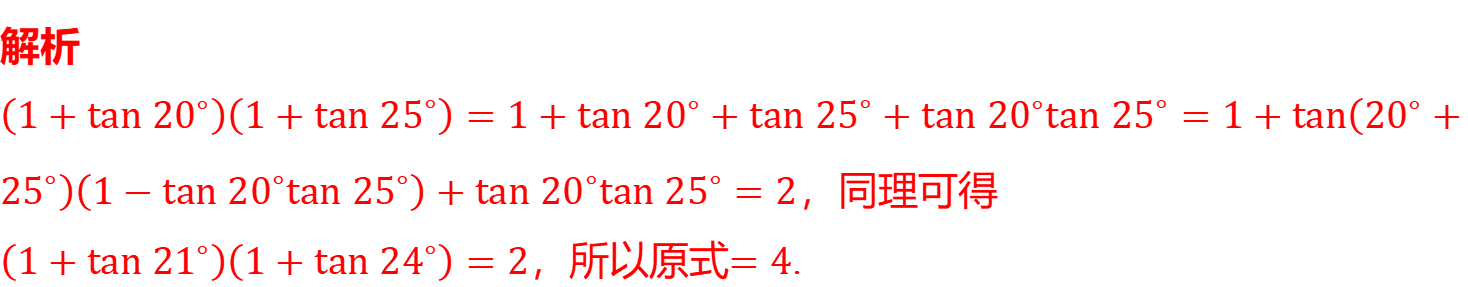 解析
(1 + tan 20°)(1 + tan 25°) = 1 + tan 20° + tan 25° + tan 20°tan 25° = 1 + tan(20° +
25°)(1 − tan 20°tan 25°) + tan 20°tan 25° = 2，同理可得
(1 + tan 21°)(1 + tan 24°) = 2，所以原式= 4.